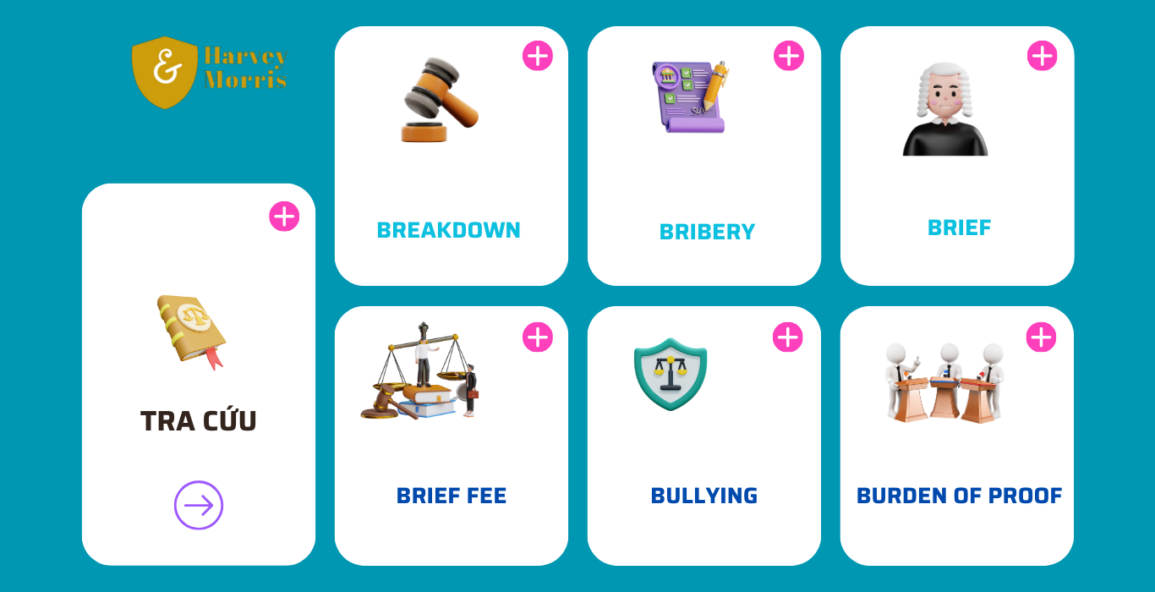 &
Harvey
Morris
BREAKDOWN
BRIBERY
BRIEF
TRA CỨU
BRIEF FEE
BULLYING
BURDEN OF PROOF